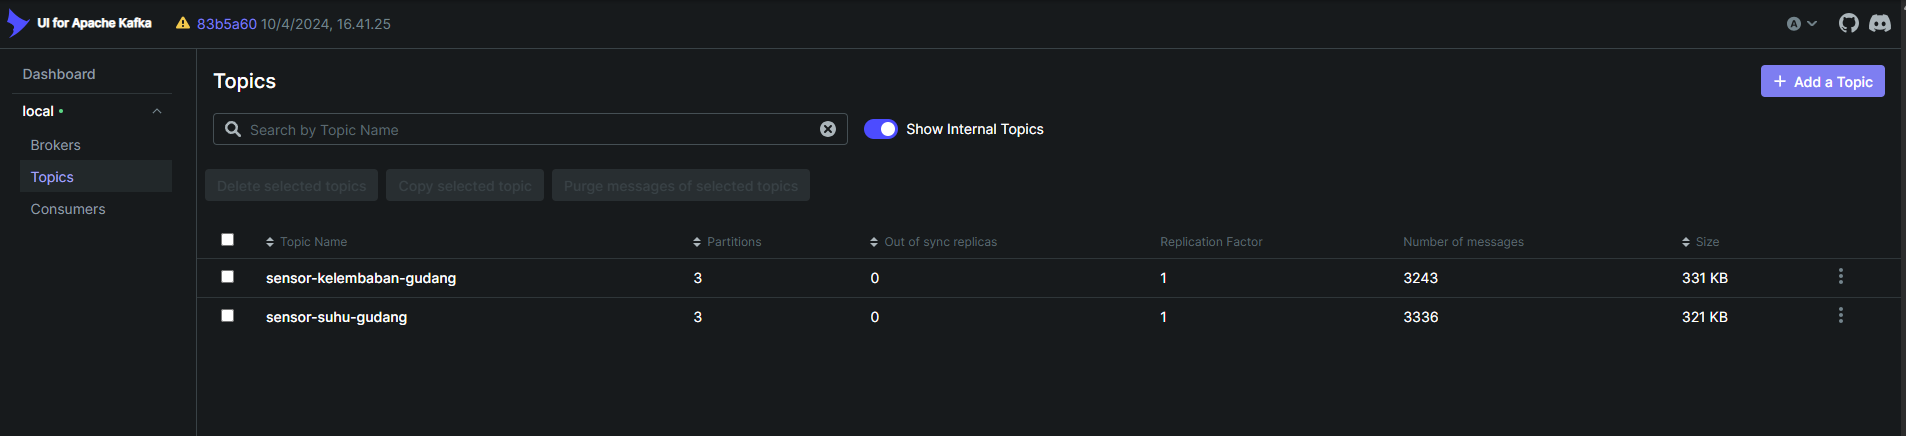 UI for Apache Kafka 83b5a60 10/4/2024, 16.41.25 A
Dashboard
local
Brokers
Topics
Consumers
Topics
Add a Topic
Search by Topic Name
Show Internal Topics
Delete selected topics Copy selected topic Purge messages of selected topics
Topic Name Partitions Out of sync replicas Replication Factor Number of messages Size
sensor-kelembaban-gudang 3 0 1 3243 331 KB
sensor-suhu-gudang 3 0 1 3336 321 KB